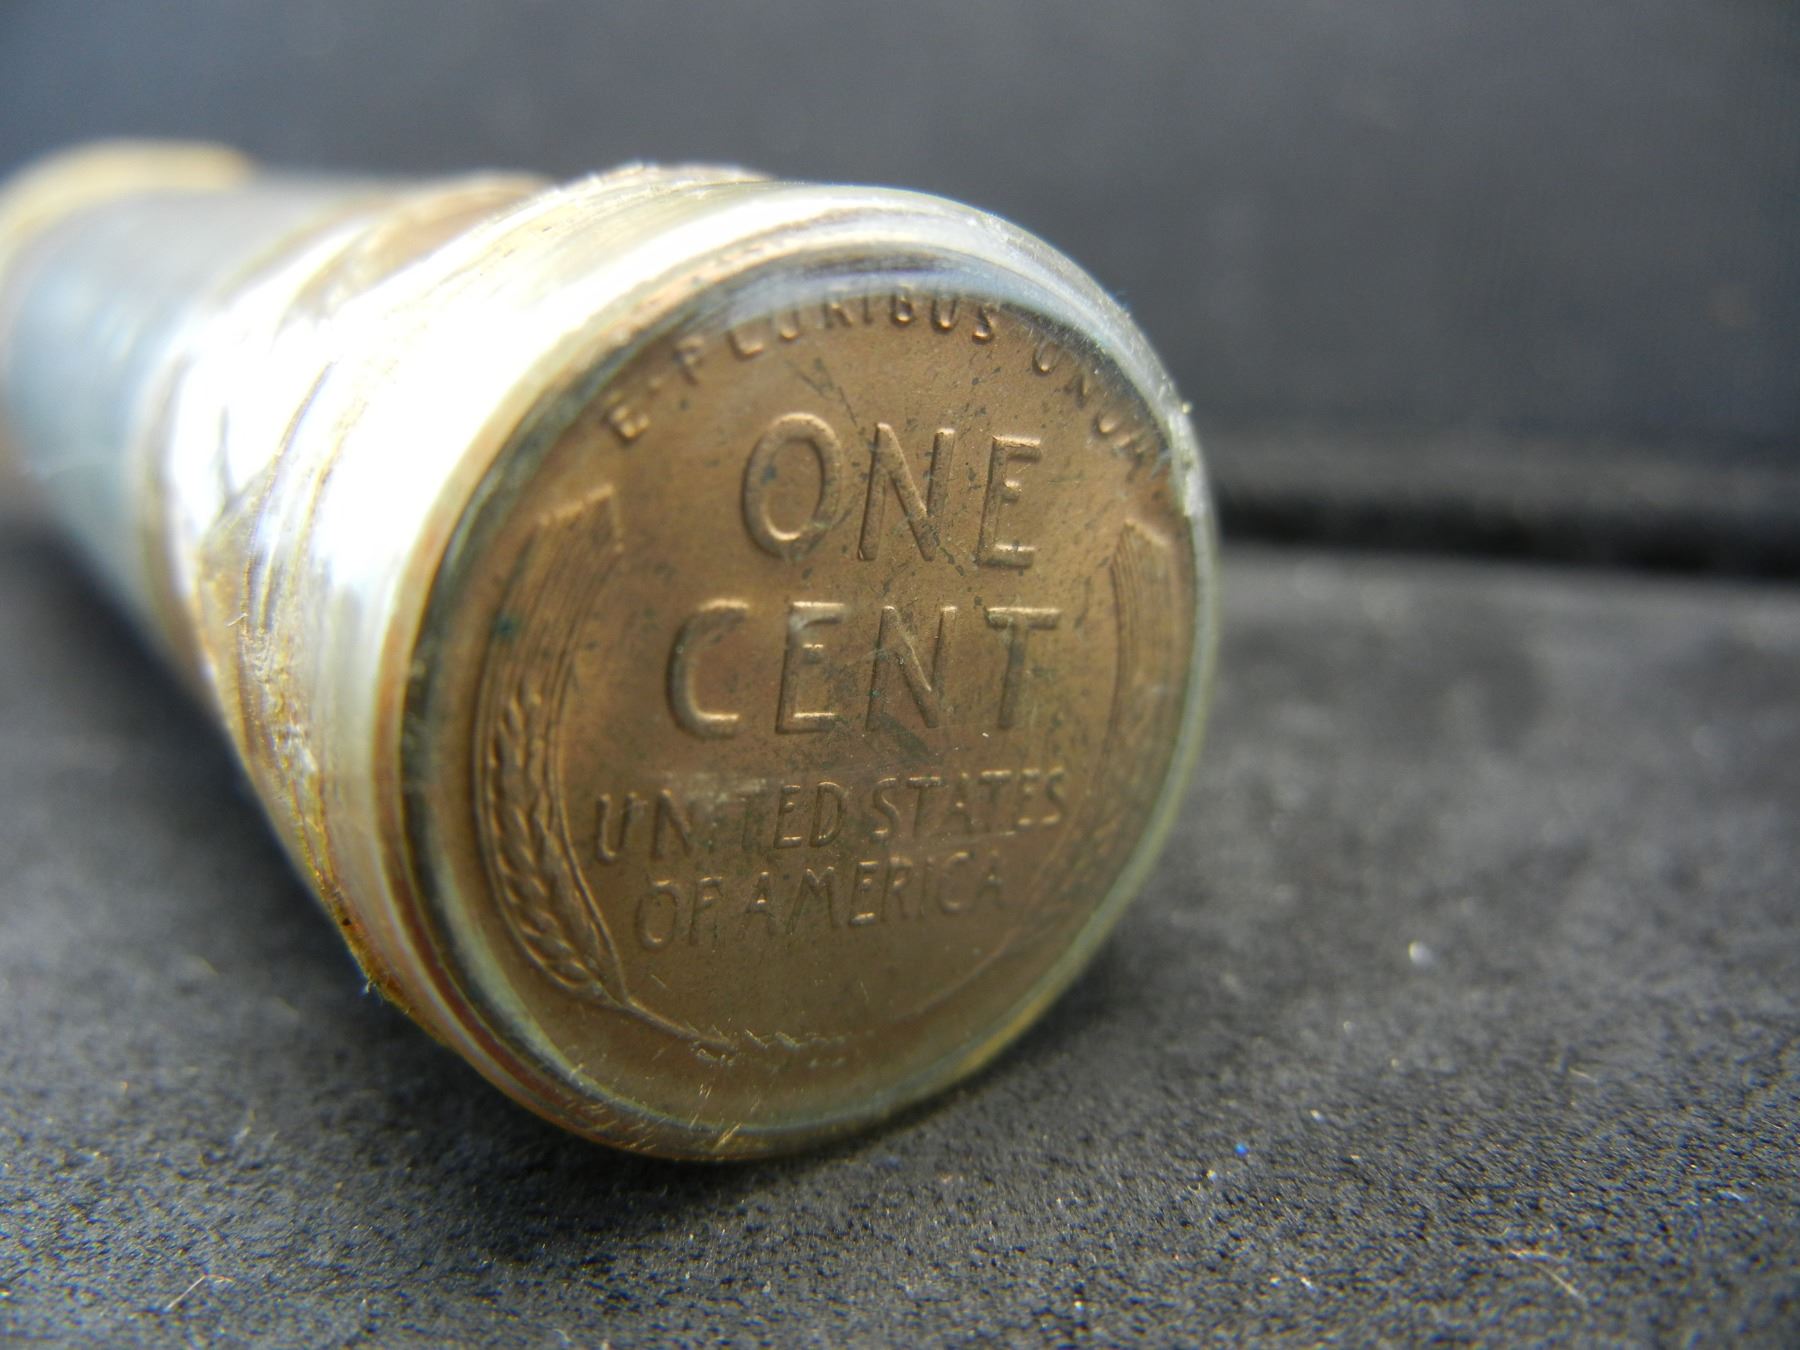 E·PLURIBUS UNUM
ONE
CENT
UNITED STATES
OF AMERICA